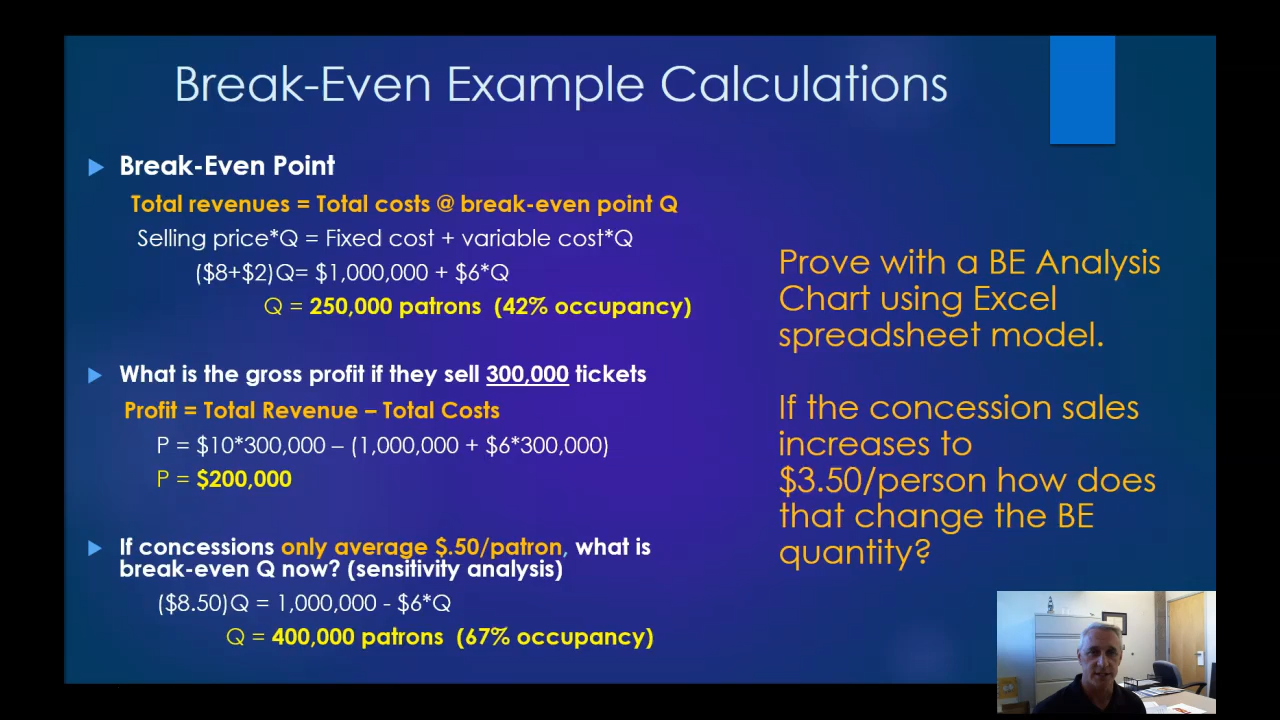 Break-Even Example Calculations
Break-Even Point
Total revenues = Total costs @ break-even point Q
Selling price*Q = Fixed cost + variable cost*Q
($8+$2)Q= $1,000,000 + $6*Q
Q = 250,000 patrons (42% occupancy)
What is the gross profit if they sell 300,000 tickets
Profit = Total Revenue – Total Costs
P = $10*300,000 – (1,000,000 + $6*300,000)
P = $200,000
If concessions only average $.50/patron, what is
break-even Q now? (sensitivity analysis)
($8.50)Q = 1,000,000 - $6*Q
Q = 400,000 patrons (67% occupancy)
Prove with a BE Analysis
Chart using Excel
spreadsheet model.
If the concession sales
increases to
$3.50/person how does
that change the BE
quantity?